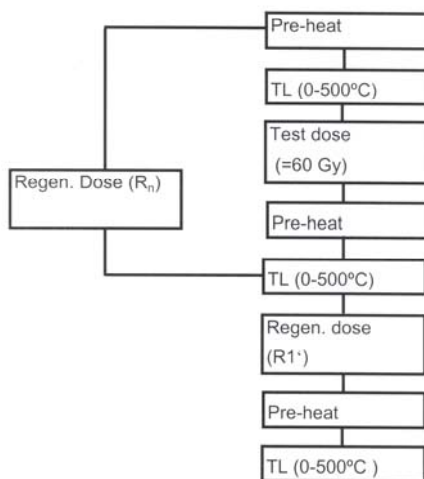 Pre-heat
TL (0-500ºC)
Test dose
(=60 Gy)
Regen. Dose (Rn)
Pre-heat
TL (0-500ºC)
Regen. dose
(R1‘)
Pre-heat
TL (0-500ºC )